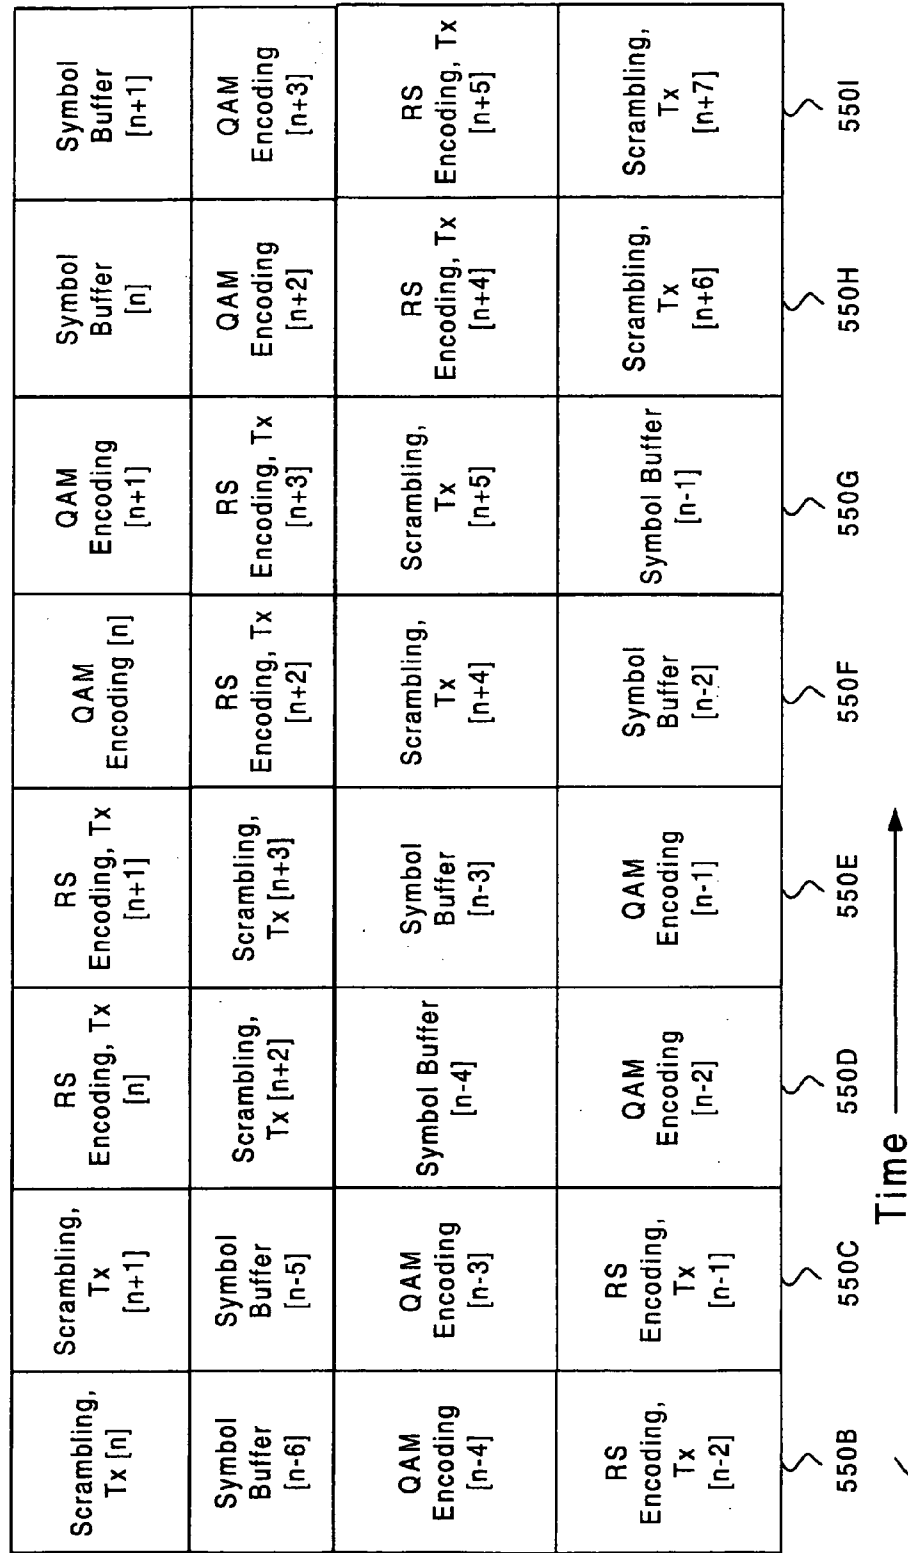 Scrambling,
Tx [n]
Scrambling,
Tx
[n+1]
RS
Encoding, Tx
[n]
RS
Encoding, Tx
[n+1]
QAM
Encoding [n]
QAM
Encoding
[n+1]
Symbol
Buffer
[n]
Symbol
Buffer
[n+1]
Symbol
Buffer
[n-6]
Symbol
Buffer
[n-5]
Scrambling,
Tx [n+2]
Scrambling,
Tx [n+3]
RS
Encoding, Tx
[n+2]
RS
Encoding, Tx
[n+3]
QAM
Encoding
[n+2]
QAM
Encoding
[n+3]
QAM
Encoding
[n-4]
QAM
Encoding
[n-3]
Symbol Buffer
[n-4]
Symbol
Buffer
[n-3]
Scrambling,
Tx
[n+4]
Scrambling,
Tx
[n+5]
RS
Encoding, Tx
[n+4]
RS
Encoding, Tx
[n+5]
RS
Encoding,
Tx
[n-2]
RS
Encoding,
Tx
[n-1]
QAM
Encoding
[n-2]
QAM
Encoding
[n-1]
Symbol
Buffer
[n-2]
Symbol Buffer
[n-1]
Scrambling,
Tx
[n+6]
Scrambling,
Tx
[n+7]
550B
550C
550D
550E
550F
550G
550H
550I
Time